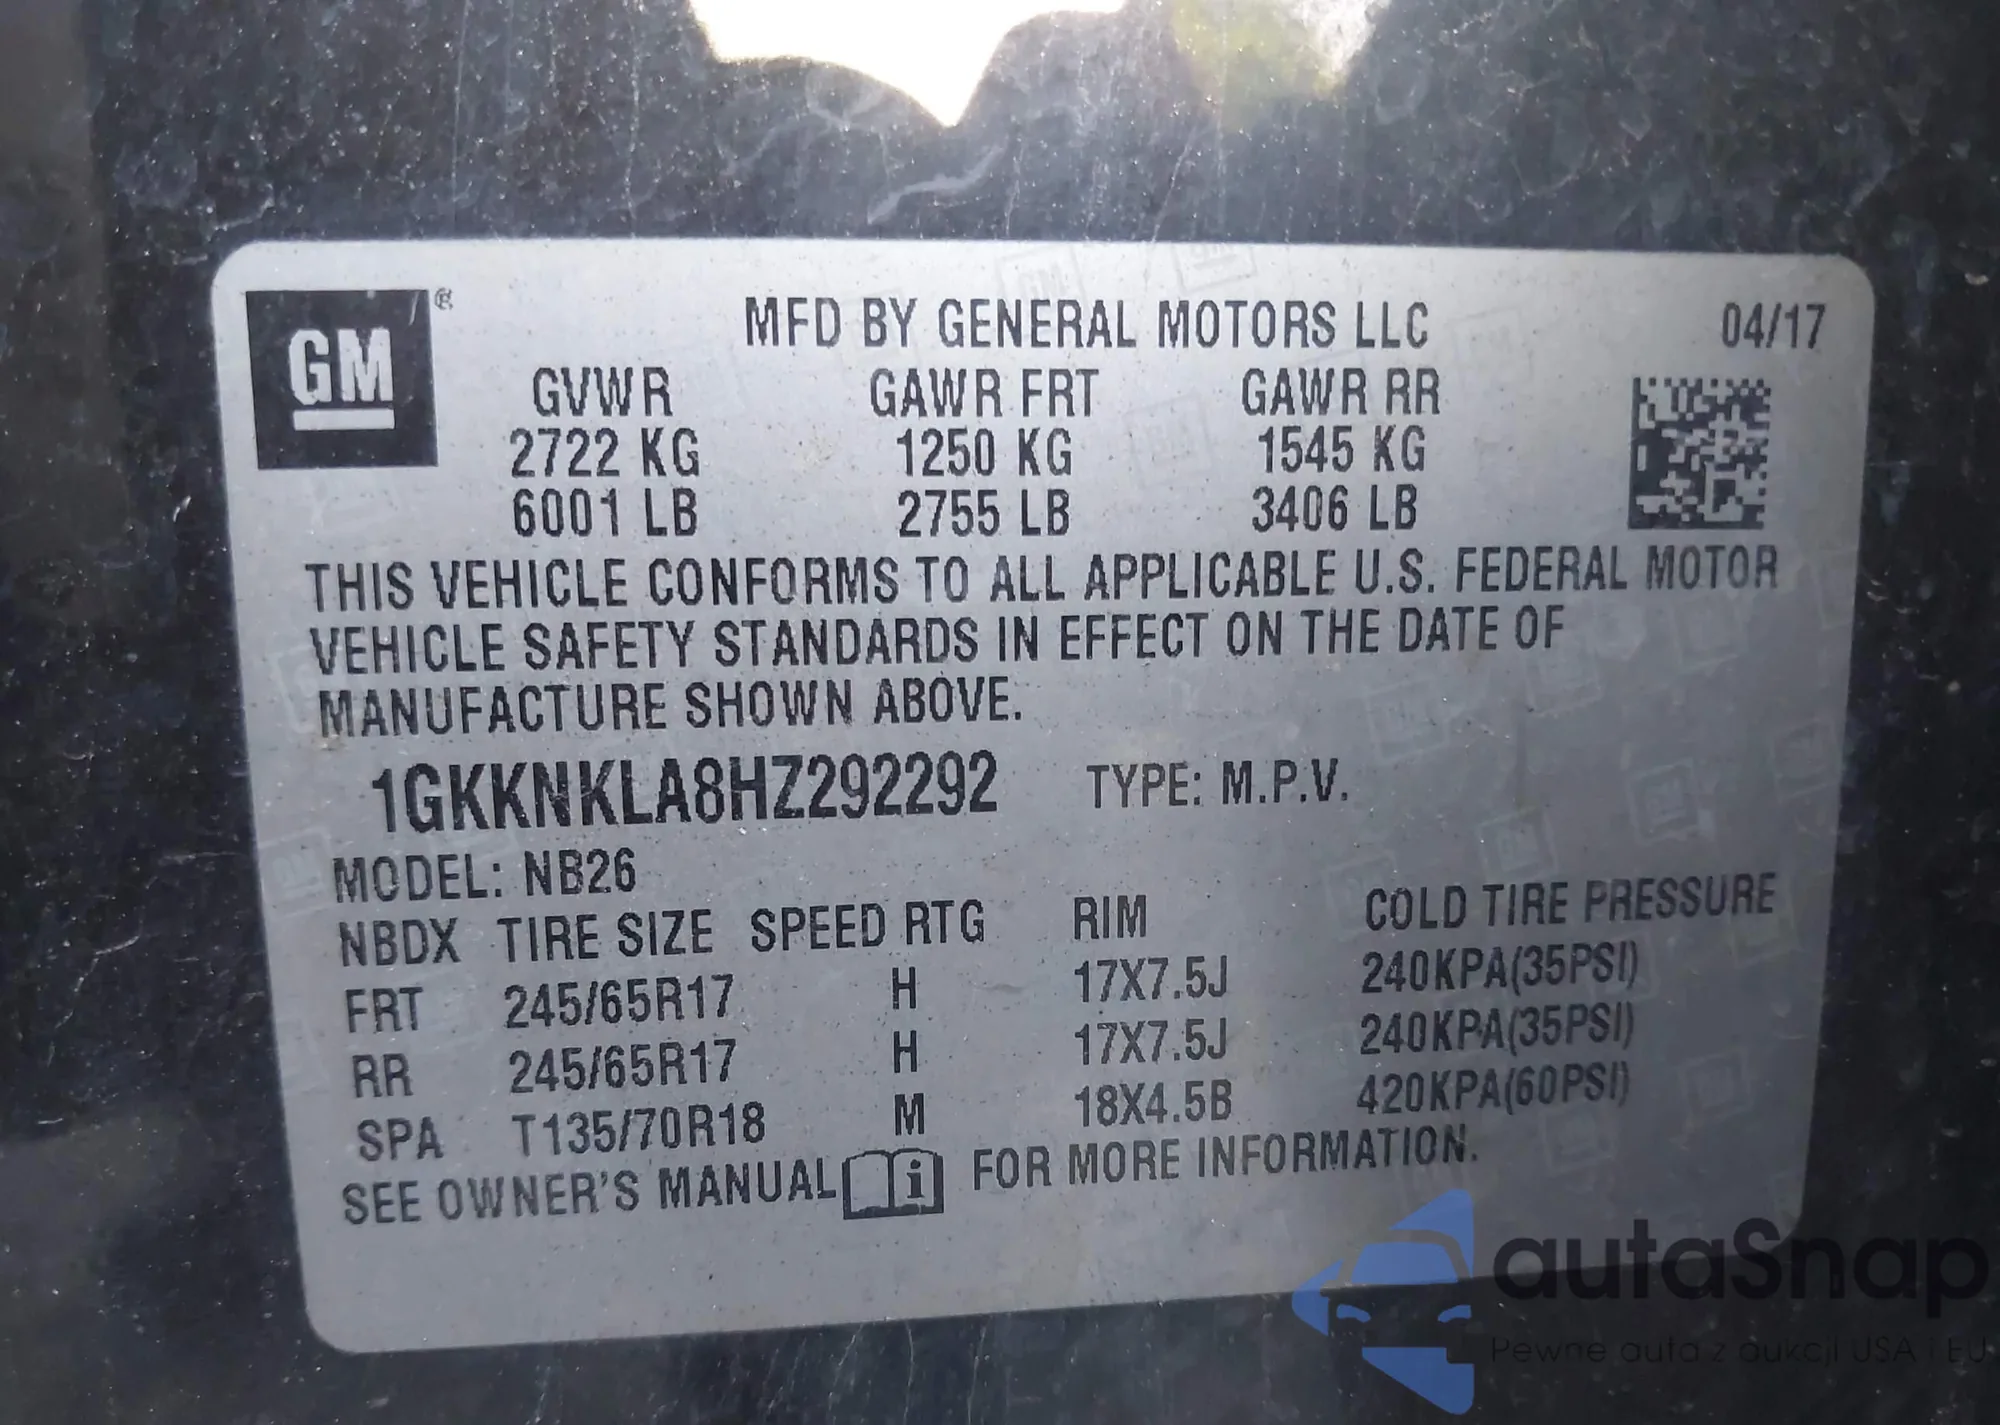 GM®
MFD BY GENERAL MOTORS LLC 04/17
GVWR GAWR FRT GAWR RR
2722 KG 1250 KG 1545 KG
6001 LB 2755 LB 3406 LB
THIS VEHICLE CONFORMS TO ALL APPLICABLE U.S. FEDERAL MOTOR
VEHICLE SAFETY STANDARDS IN EFFECT ON THE DATE OF
MANUFACTURE SHOWN ABOVE.
1GKKNKLA8HZ292292 TYPE: M.P.V.
MODEL: NB26
NBDX TIRE SIZE SPEED RTG RIM COLD TIRE PRESSURE
FRT 245/65R17 H 17X7.5J 240KPA(35PSI)
RR 245/65R17 H 17X7.5J 240KPA(35PSI)
SPA T135/70R18 M 18X4.5B 420KPA(60PSI)
SEE OWNER'S MANUAL i FOR MORE INFORMATION.
autaSnap
Pewne auta z aukcji USA i EU